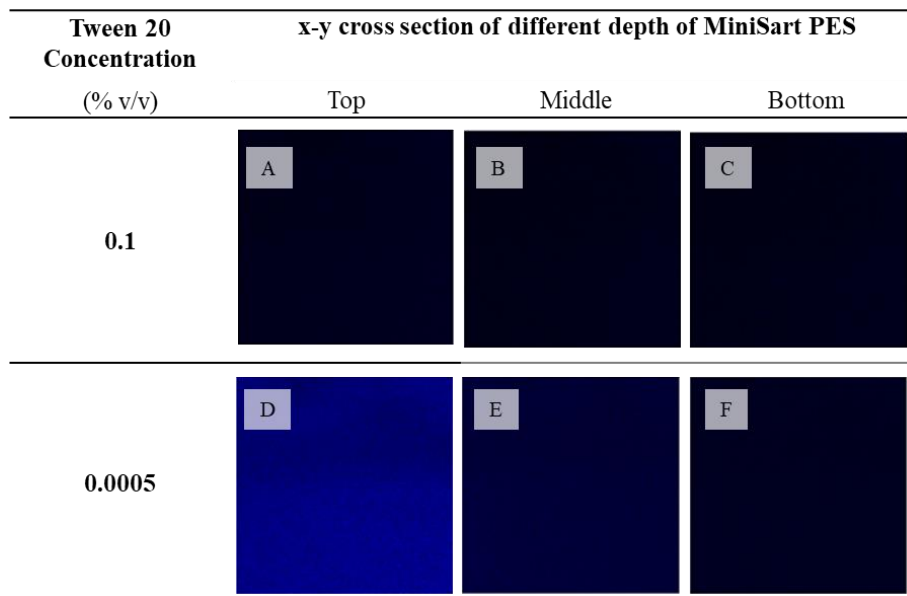 Tween 20
Concentration
(% v/v)
x-y cross section of different depth of MiniSart PES
Top Middle Bottom
A B C
0.1
D E F
0.0005